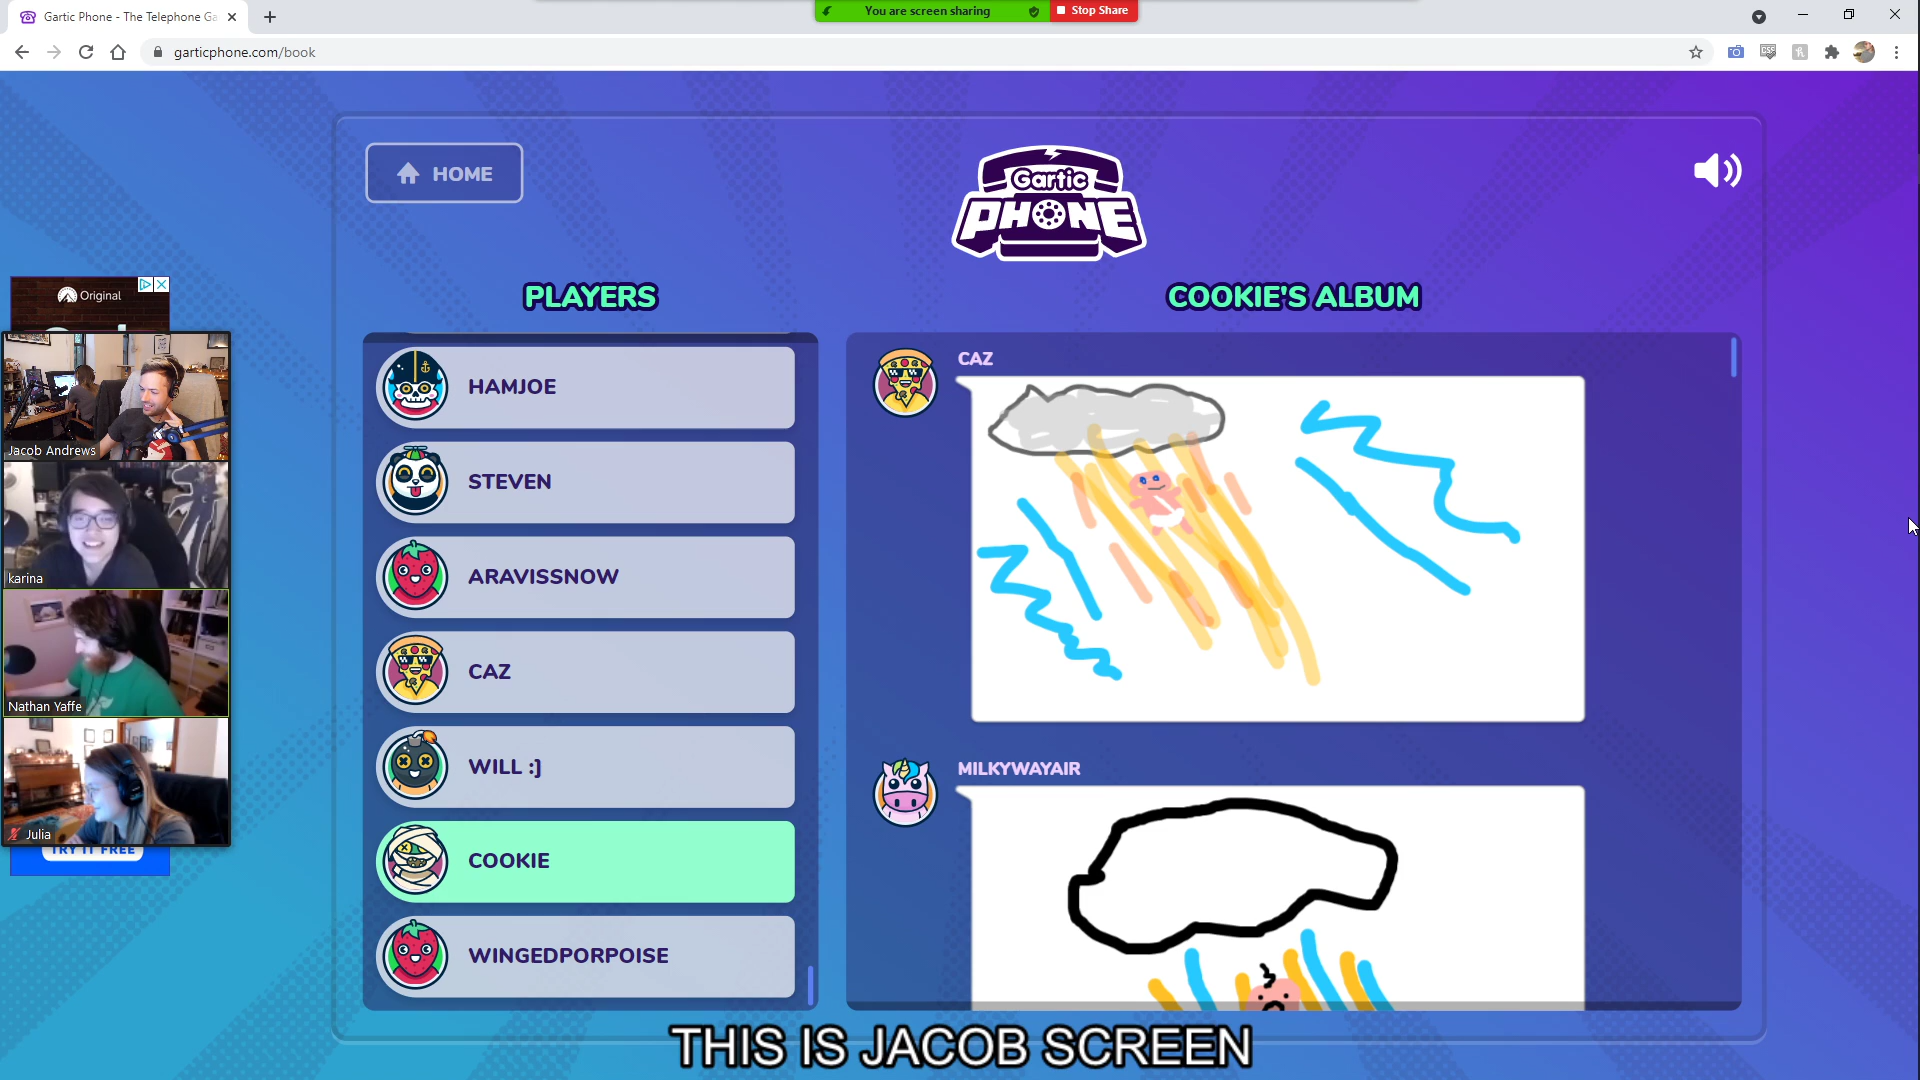 Gartic Phone - The Telephone Ga
You are screen sharing
Stop Share
garticphone.com/book
HOME
Gartic
PHONE
PLAYERS
COOKIE'S ALBUM
Original
HAMJOE
STEVEN
ARAVISSNOW
CAZ
WILL :]
COOKIE
WINGEDPORPOISE
CAZ
MILKYWAYAIR
Jacob Andrews
karina
Nathan Yaffe
Julia
TRY IT FREE
THIS IS JACOB SCREEN